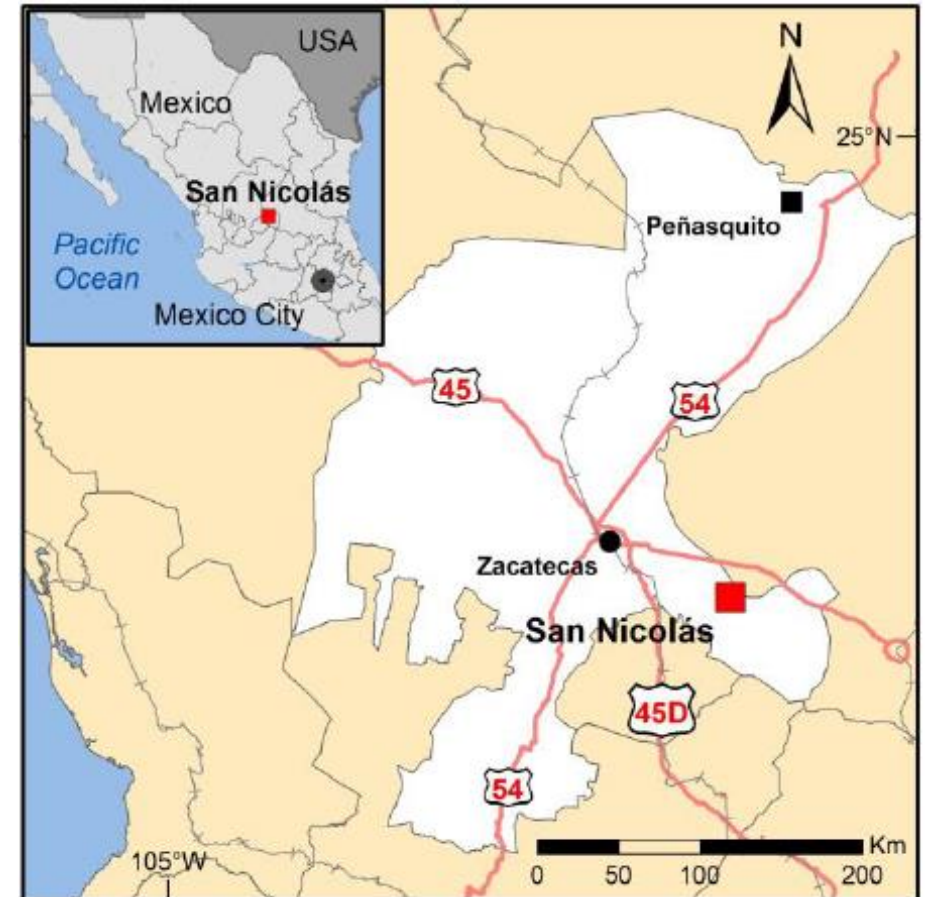 USA
Mexico
San Nicolás
Pacific
Ocean
Mexico City
N
25°N
Peñasquito
45
54
Zacatecas
San Nicolás
45D
54
105°W
Km
0 50 100 200